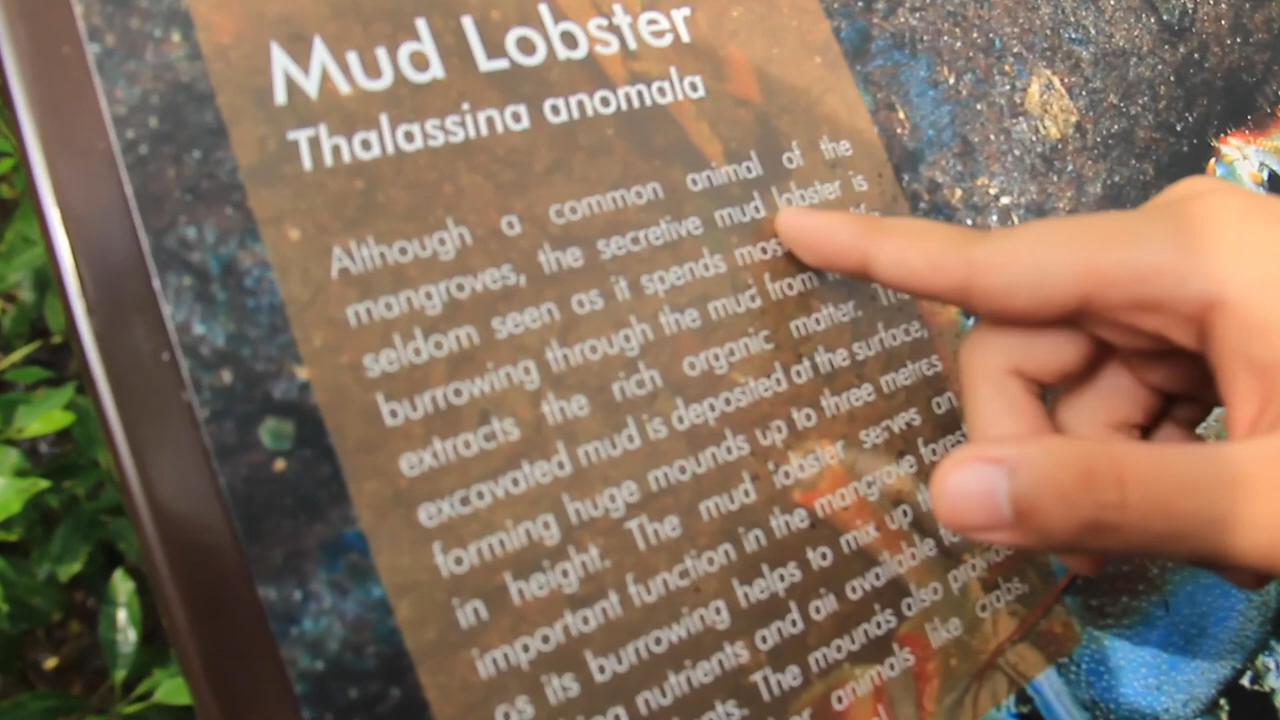 Mud Lobster
Thalassina anomala
Although a common animal of the
mangroves, the secretive mud lobster is
seldom seen as it spends
burrowing through the mud from
extracts the rich organic matter.
excavated mud is deposited at the surface,
forming huge mounds up to three metres
in height. The mud lobster serves an
important function in the mangrove forest
as its burrowing helps to mix up
nutrients and air available
The mounds also provide
animals like crabs.